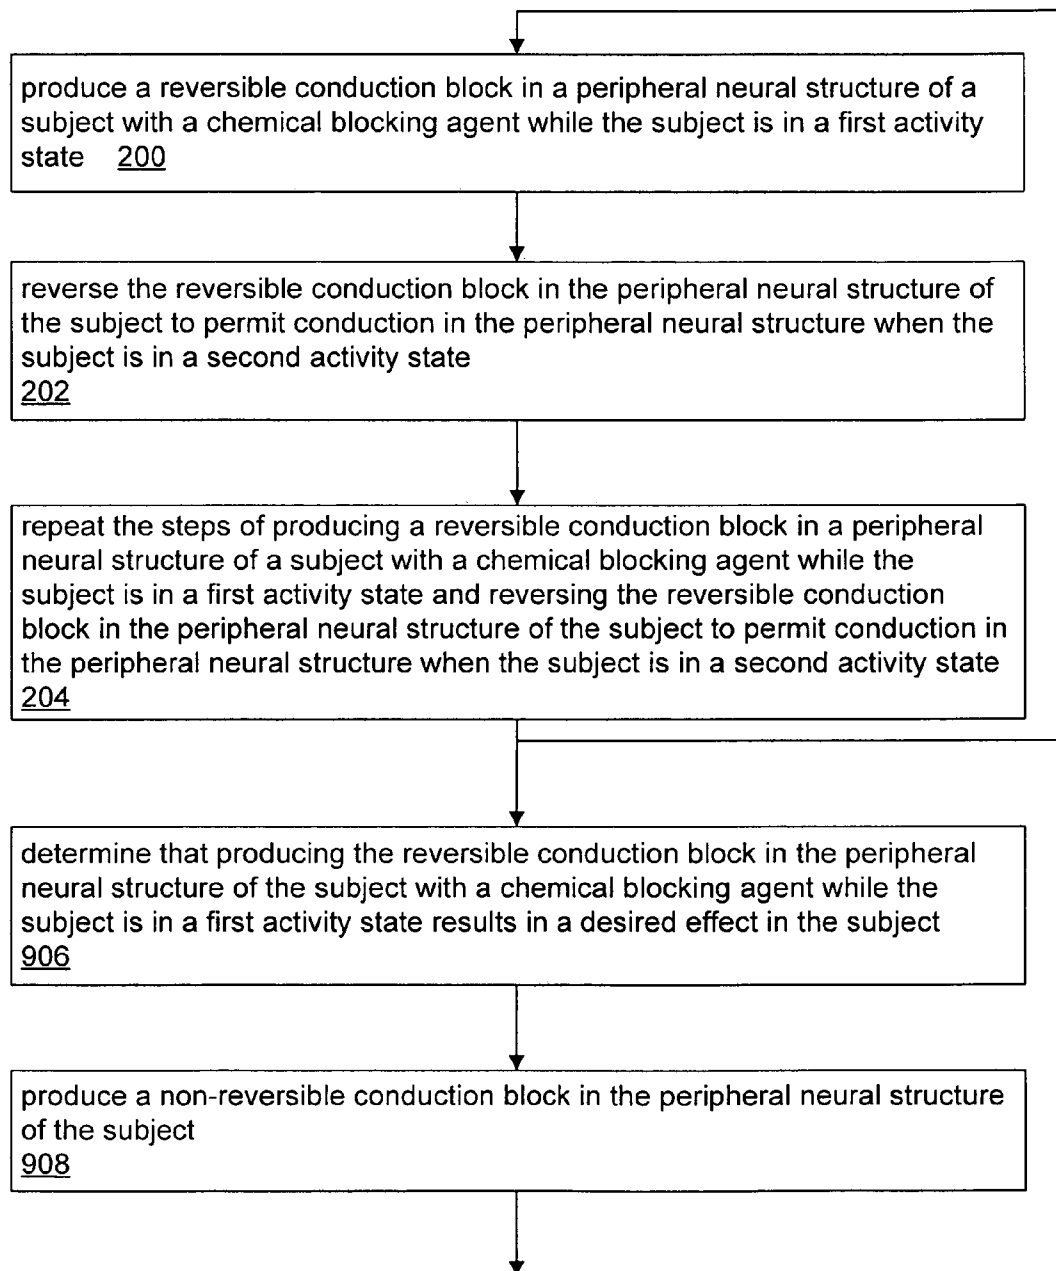 produce a reversible conduction block in a peripheral neural structure of a
subject with a chemical blocking agent while the subject is in a first activity
state 200
reverse the reversible conduction block in the peripheral neural structure of
the subject to permit conduction in the peripheral neural structure when the
subject is in a second activity state
202
repeat the steps of producing a reversible conduction block in a peripheral
neural structure of a subject with a chemical blocking agent while the
subject is in a first activity state and reversing the reversible conduction
block in the peripheral neural structure of the subject to permit conduction in
the peripheral neural structure when the subject is in a second activity state
204
determine that producing the reversible conduction block in the peripheral
neural structure of the subject with a chemical blocking agent while the
subject is in a first activity state results in a desired effect in the subject
906
produce a non-reversible conduction block in the peripheral neural structure
of the subject
908